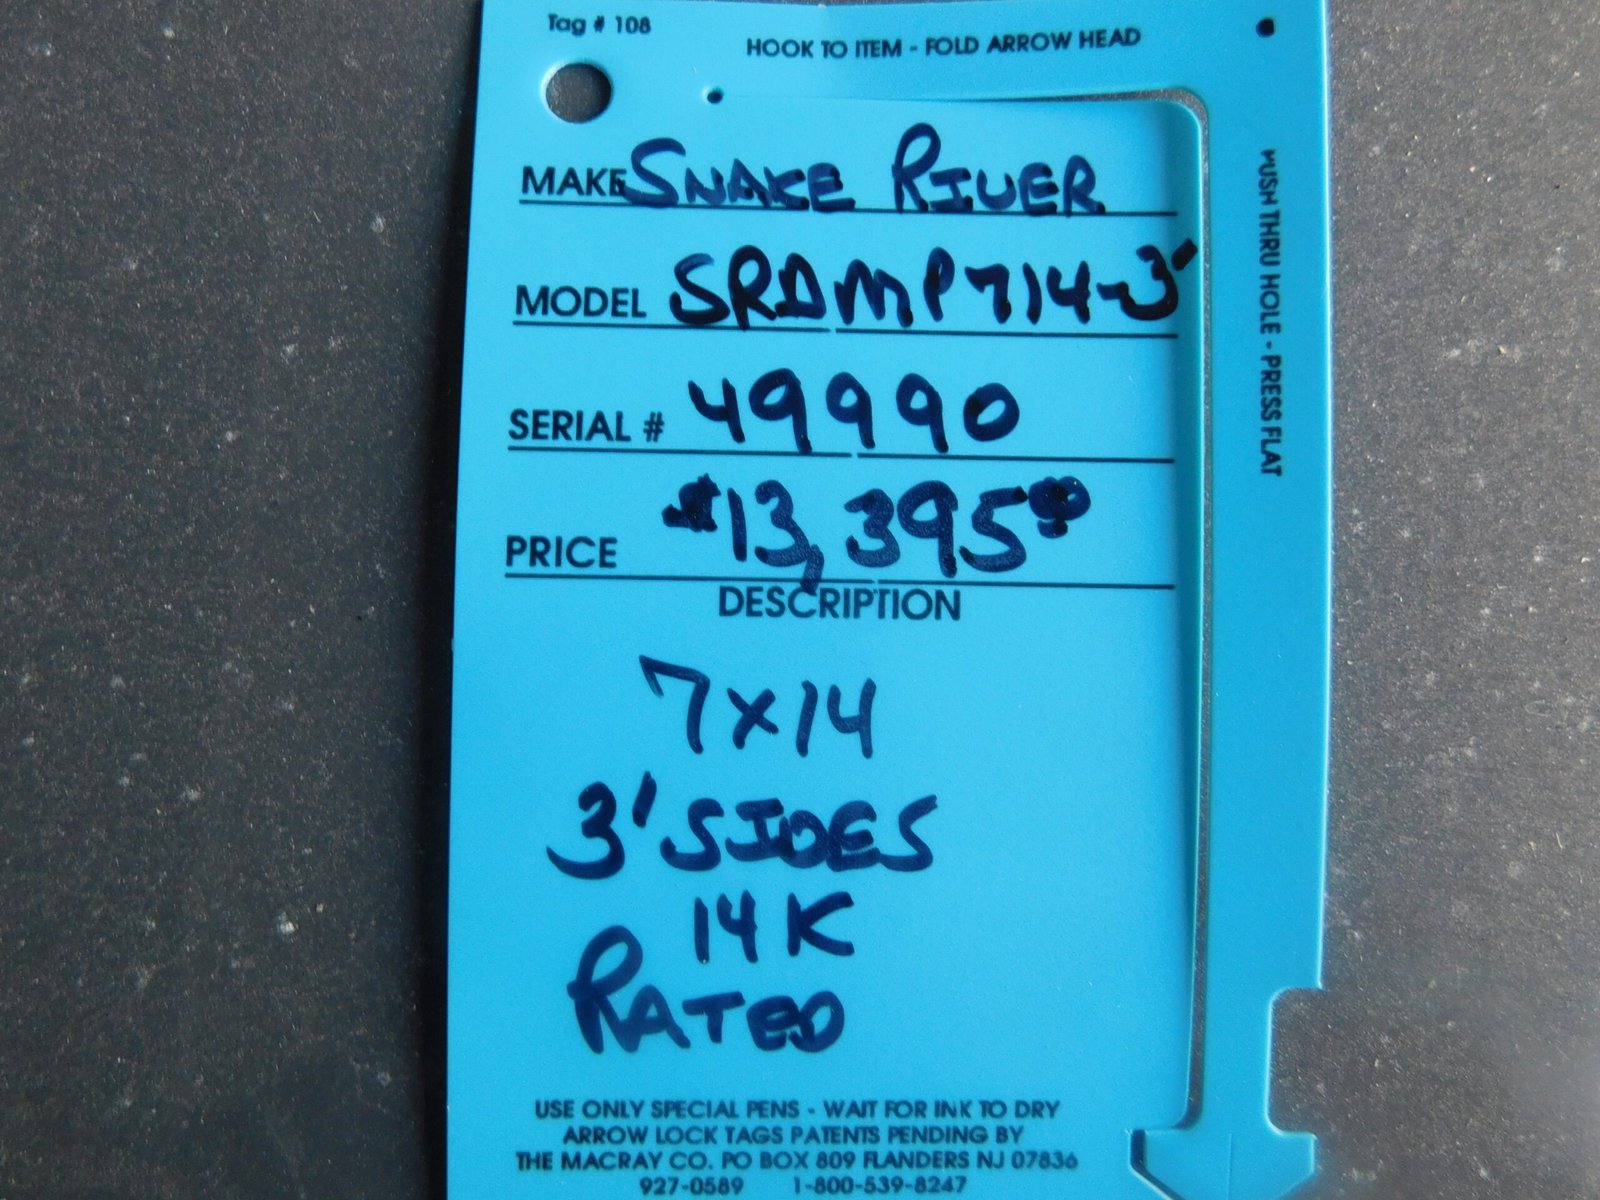 Tag # 108
HOOK TO ITEM - FOLD ARROW HEAD
PUSH THRU HOLE - PRESS FLAT
MAKE SNAKE RIVER
MODEL SRDMP714-3'
SERIAL # 49990
PRICE $13,395⁰⁰
DESCRIPTION
7x14
3' SIDES
14K
RATED
USE ONLY SPECIAL PENS - WAIT FOR INK TO DRY
ARROW LOCK TAGS PATENTS PENDING BY
THE MACRAY CO. PO BOX 809 FLANDERS NJ 07836
927-0589 1-800-539-8247